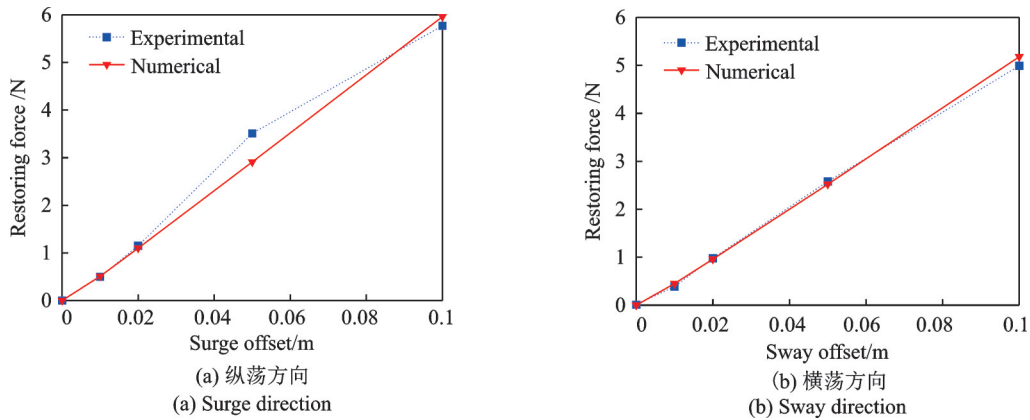 6
5
4
3
2
1
0
Restoring force /N
Experimental
Numerical
0 0.02 0.04 0.06 0.08 0.1
Surge offset/m
(a) 纵荡方向
(a) Surge direction
6
5
4
3
2
1
0
Restoring force /N
Experimental
Numerical
0 0.02 0.04 0.06 0.08 0.1
Sway offset/m
(b) 横荡方向
(b) Sway direction